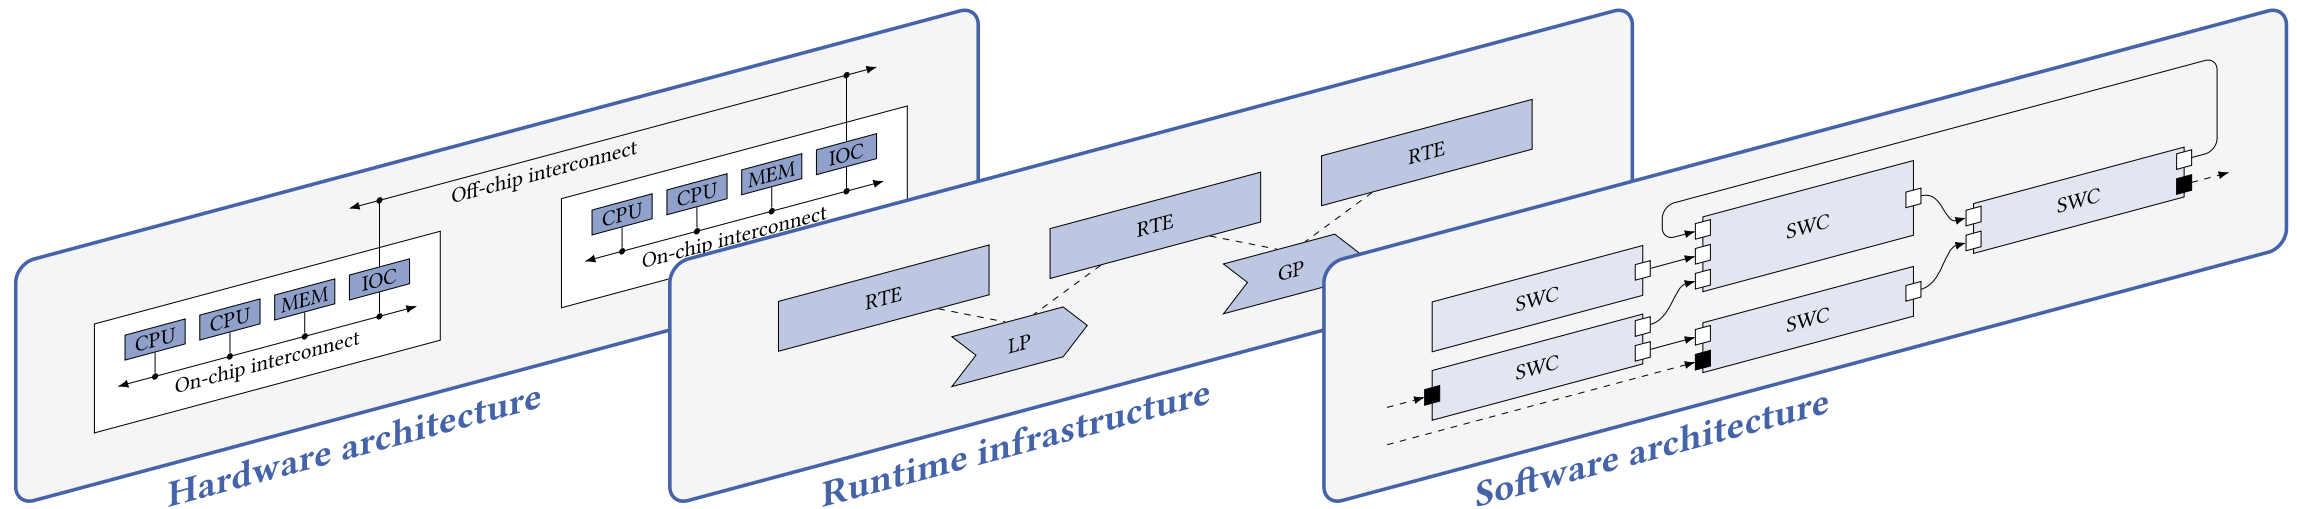 Off-chip interconnect
CPU
CPU
MEM
IOC
On-chip interconnect
CPU
CPU
MEM
IOC
On-chip interconnect
Hardware architecture
RTE
RTE
RTE
LP
GP
Runtime infrastructure
SWC
SWC
SWC
SWC
SWC
Software architecture